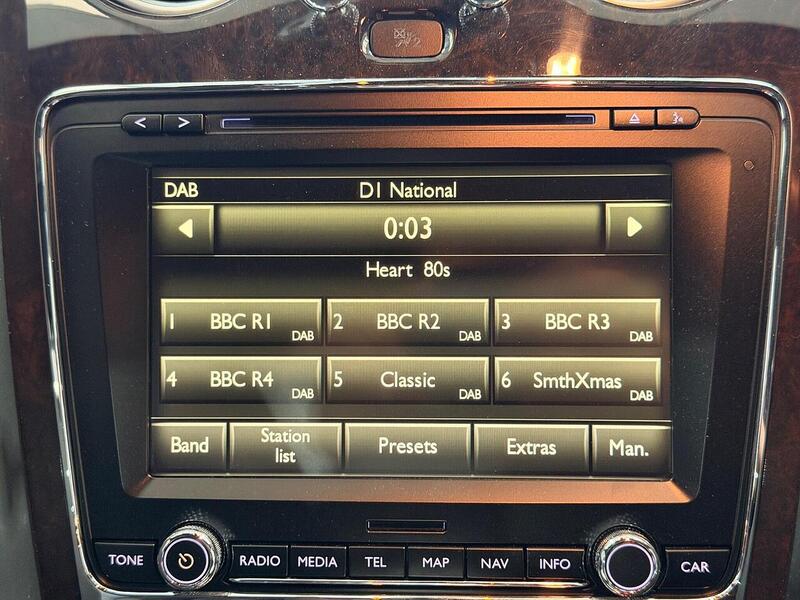 DAB D1 National
0:03
Heart 80s
1 BBC R1 DAB 2 BBC R2 DAB 3 BBC R3 DAB
4 BBC R4 DAB 5 Classic DAB 6 SmthXmas DAB
Band Station list Presets Extras Man.
TONE RADIO MEDIA TEL MAP NAV INFO CAR